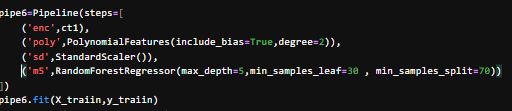 pipe6=Pipeline(steps=[
('enc',ct1),
('poly',PolynomialFeatures(include_bias=True,degree=2)),
('sd',StandardScaler()),
('m5',RandomForestRegressor(max_depth=5,min_samples_leaf=30 , min_samples_split=70))
])
pipe6.fit(X_traiin,y_traiin)